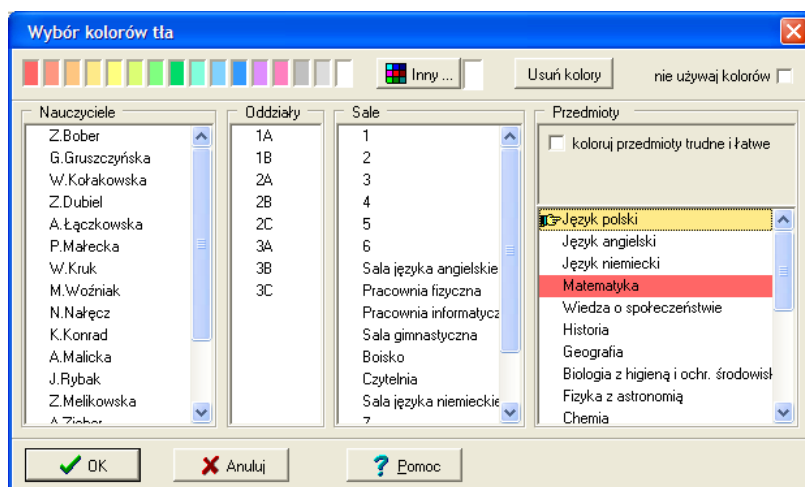 Wybór kolorów tła
Inny ...
Usuń kolory
nie używaj kolorów
Nauczyciele
Z.Bober
G.Gruszczyńska
W.Kołakowska
Z.Dubiel
A.Łączkowska
P.Małecka
W.Kruk
M.Woźniak
N.Nałęcz
K.Konrad
A.Malicka
J.Rybak
Z.Melikowska
Oddziały
1A
1B
2A
2B
2C
3A
3B
3C
Sale
1
2
3
4
5
6
Sala języka angielskie
Pracownia fizyczna
Pracownia informatycz
Sala gimnastyczna
Boisko
Czytelnia
Sala języka niemieckie
7
Przedmioty
koloruj przedmioty trudne i łatwe
Język polski
Język angielski
Język niemiecki
Matematyka
Wiedza o społeczeństwie
Historia
Geografia
Biologia z higieną i ochr. środowisk
Fizyka z astronomią
Chemia
OK
Anuluj
Pomoc